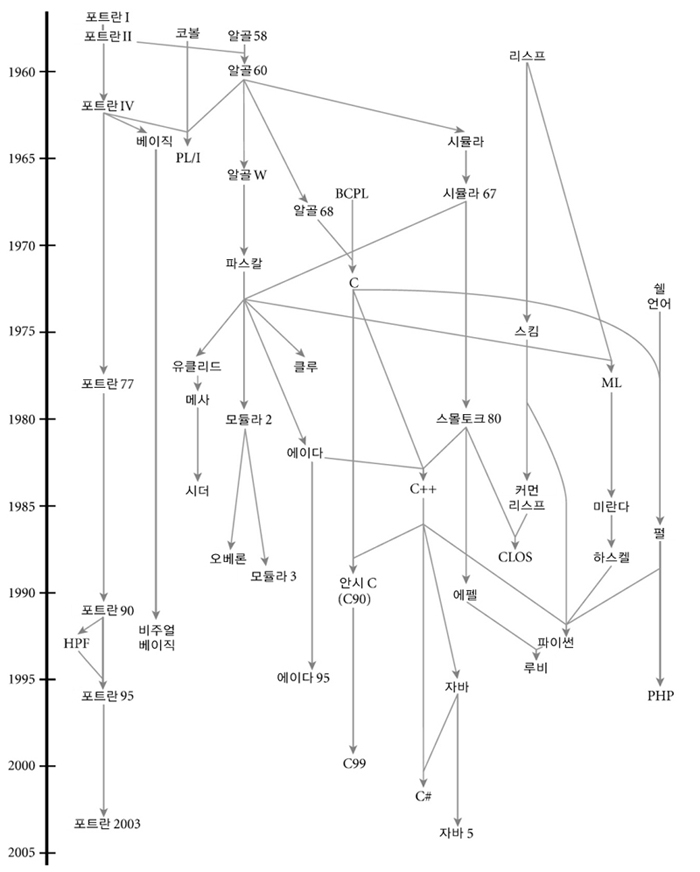 포트란 I
포트란 II
코볼
알골 58
1960
알골 60
리스프
포트란 IV
베이직
PL/I
시뮬라
1965
알골 W
BCPL
시뮬라 67
알골 68
1970
파스칼
C
쉘
언어
1975
스킴
유클리드
클루
포트란 77
ML
메사
1980
모듈라 2
스몰토크 80
에이다
시더
C++
커먼
리스프
1985
미란다
펄
오베론
모듈라 3
CLOS
하스켈
안시 C
(C90)
1990
에펠
포트란 90
비주얼
베이직
HPF
파이썬
루비
1995
에이다 95
자바
포트란 95
PHP
2000
C99
C#
포트란 2003
자바 5
2005